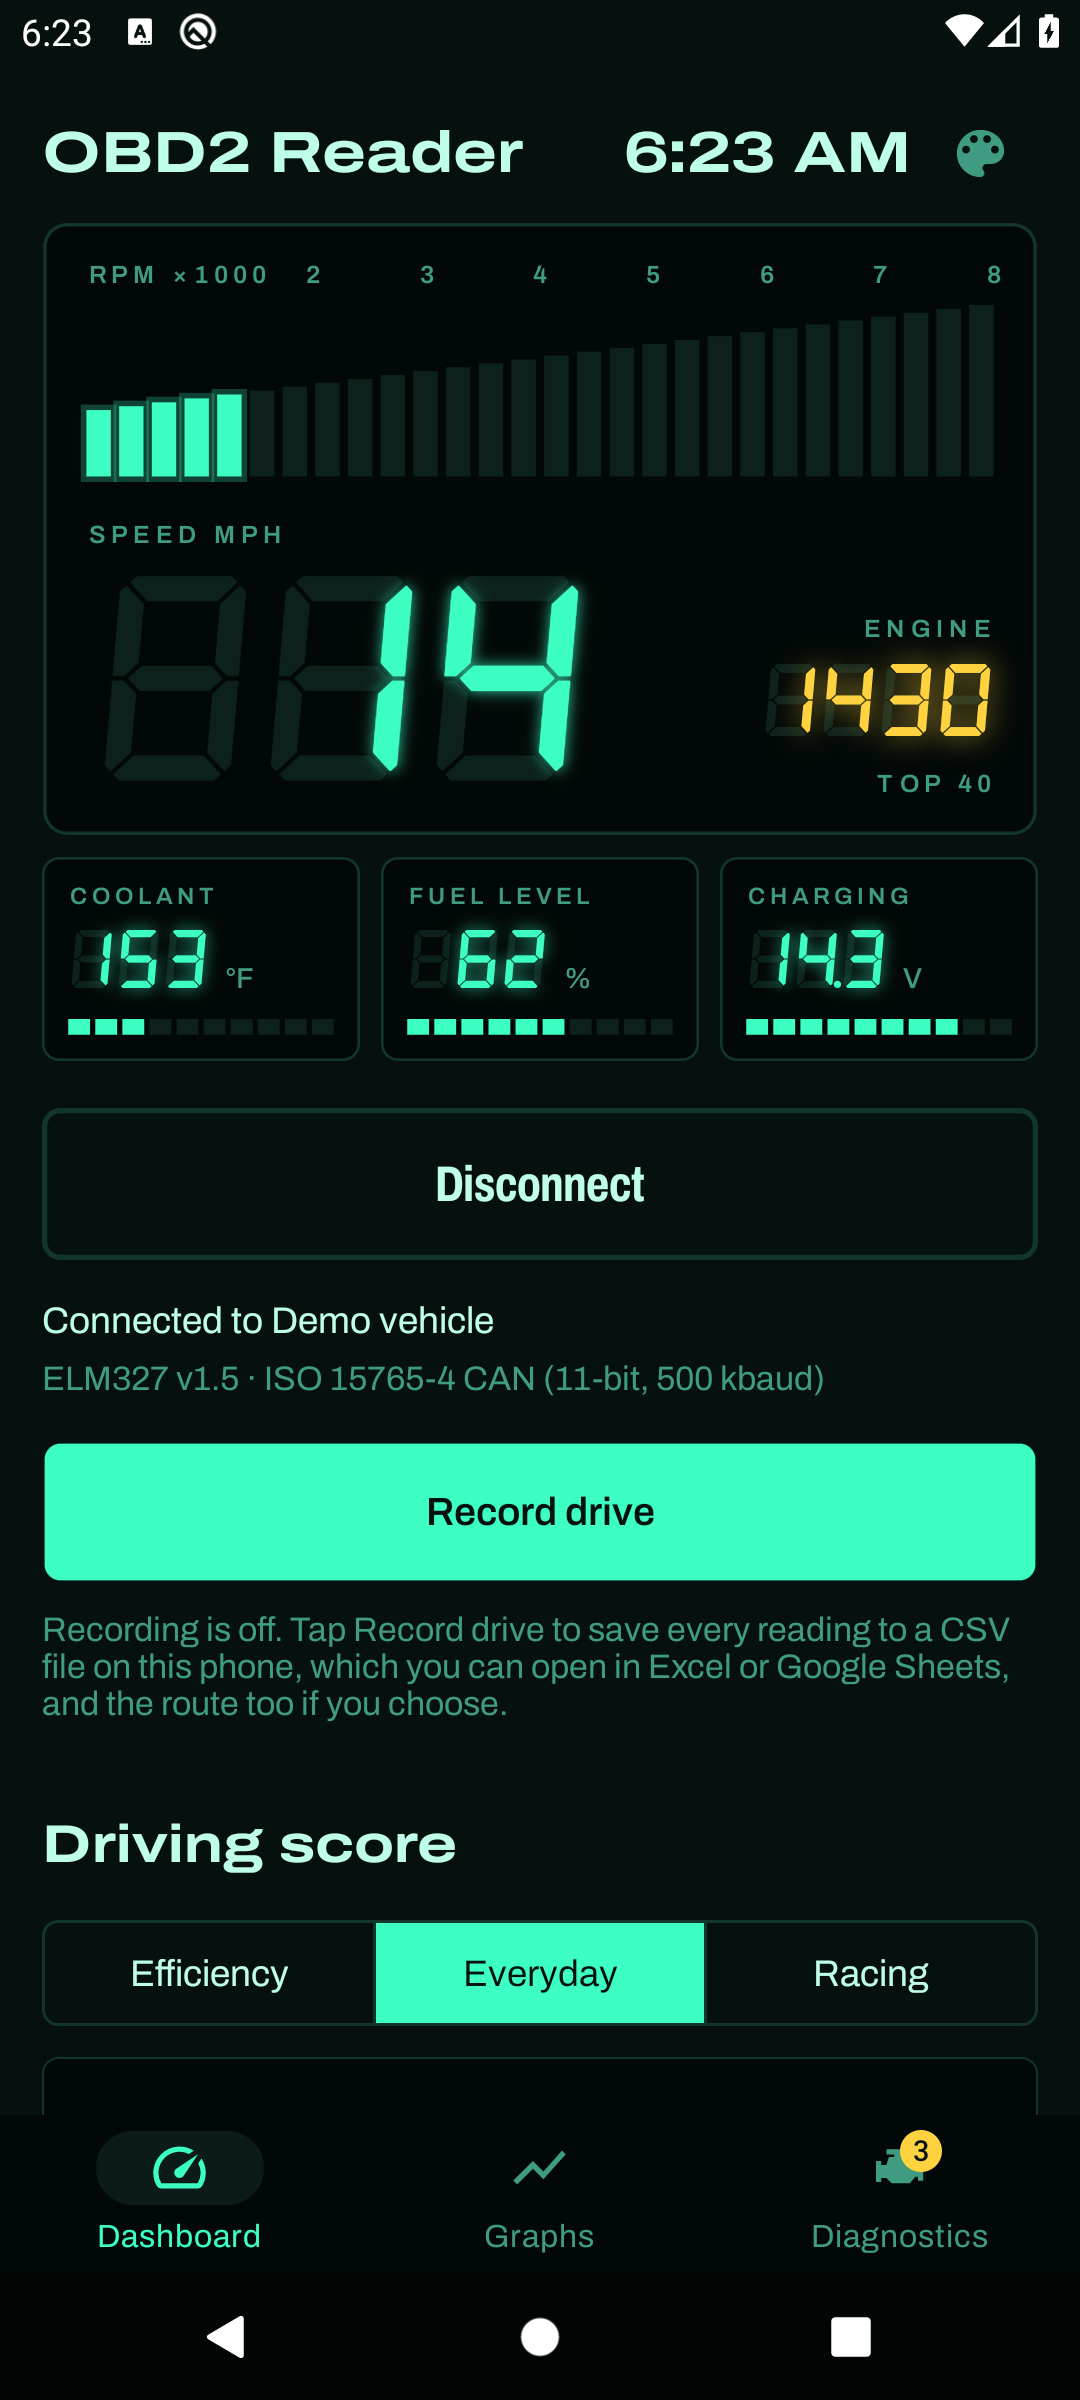 6:23
OBD2 Reader 6:23 AM
RPM ×1000 2 3 4 5 6 7 8
SPEED MPH
14
ENGINE
1430
TOP 40
COOLANT
153 °F
FUEL LEVEL
62 %
CHARGING
14.3 V
Disconnect
Connected to Demo vehicle
ELM327 v1.5 · ISO 15765-4 CAN (11-bit, 500 kbaud)
Record drive
Recording is off. Tap Record drive to save every reading to a CSV
file on this phone, which you can open in Excel or Google Sheets,
and the route too if you choose.
Driving score
Efficiency Everyday Racing
3
Dashboard Graphs Diagnostics